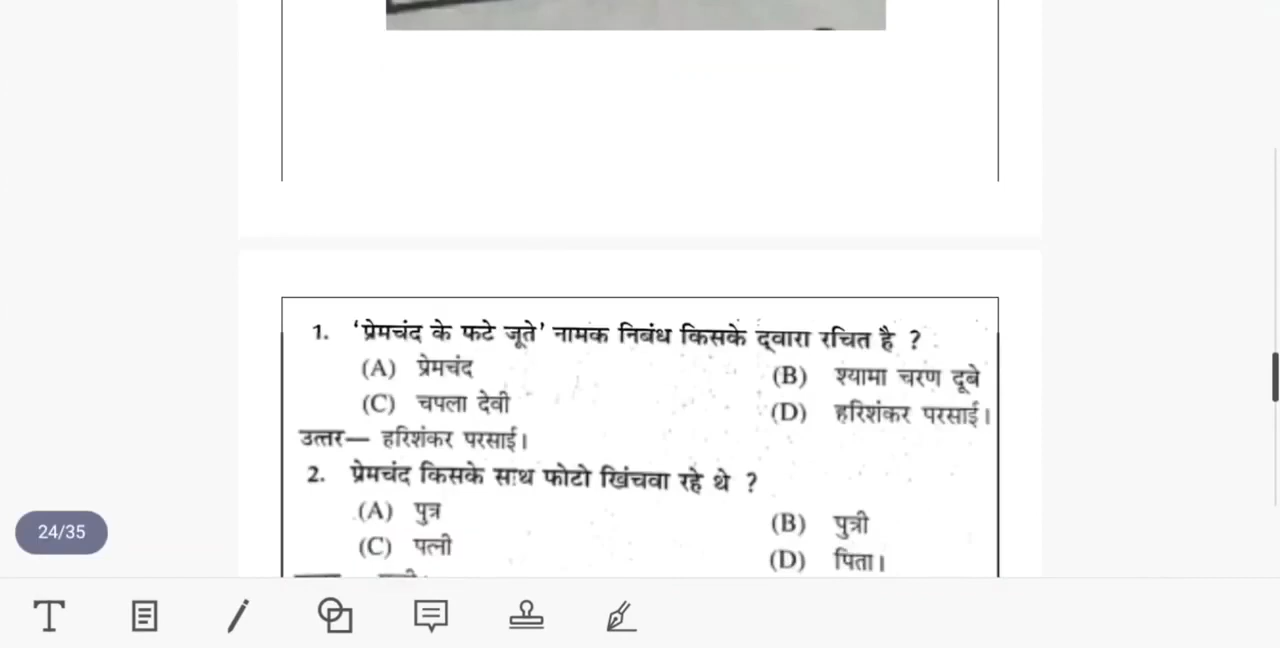 1. ‘प्रेमचंद के फटे जूते’ नामक निबंध किसके द्वारा रचित है ?
(A) प्रेमचंद (B) श्यामा चरण दूबे
(C) चपला देवी (D) हरिशंकर परसाई।
उत्तर— हरिशंकर परसाई।
2. प्रेमचंद किसके साथ फोटो खिंचवा रहे थे ?
(A) पुत्र (B) पुत्री
(C) पत्नी (D) पिता।
24/35